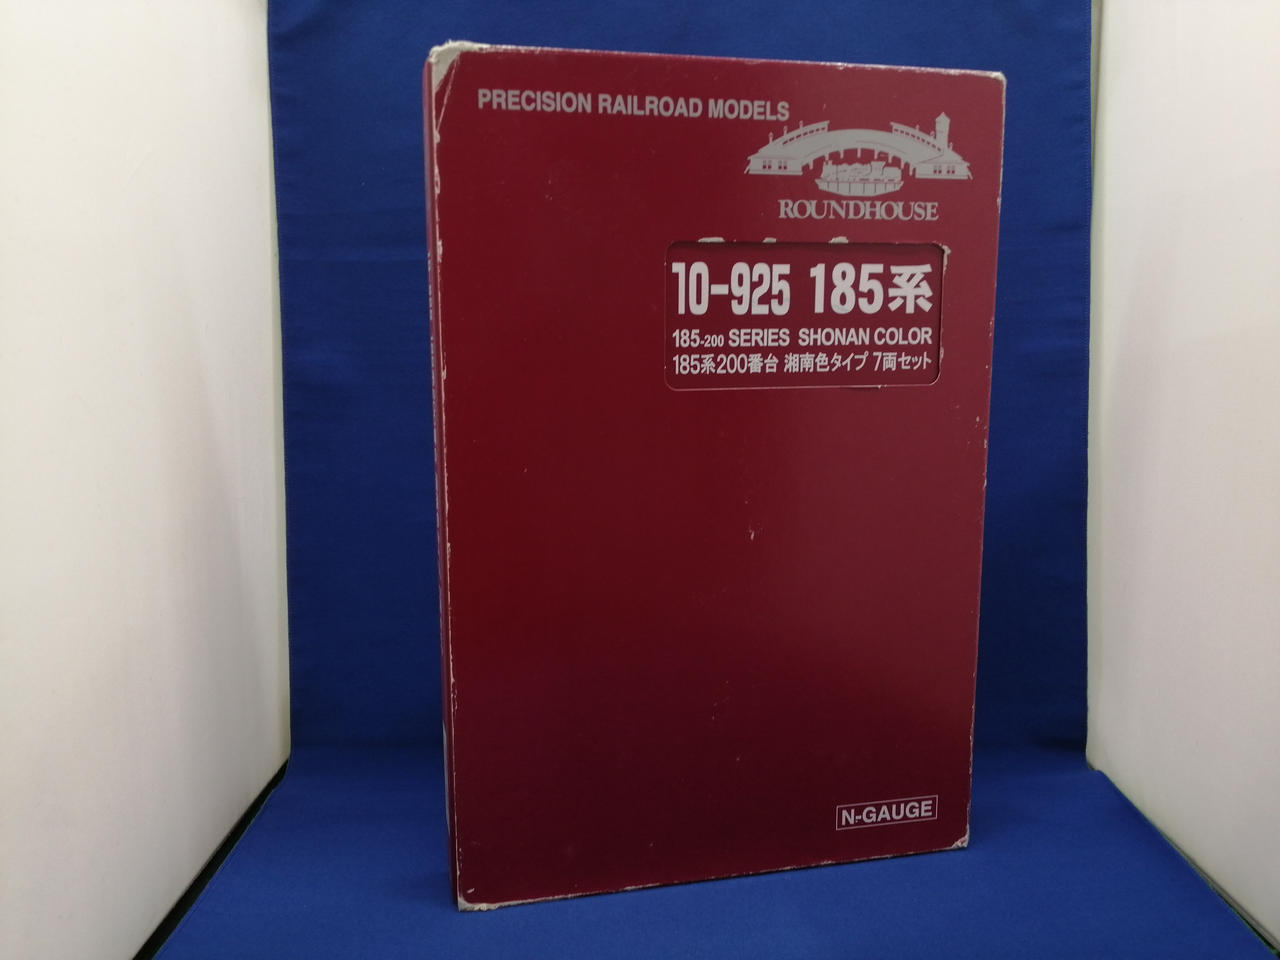 PRECISION RAILROAD MODELS
ROUNDHOUSE
10-925 185系
185-200 SERIES SHONAN COLOR
185系200番台 湘南色タイプ 7両セット
N-GAUGE